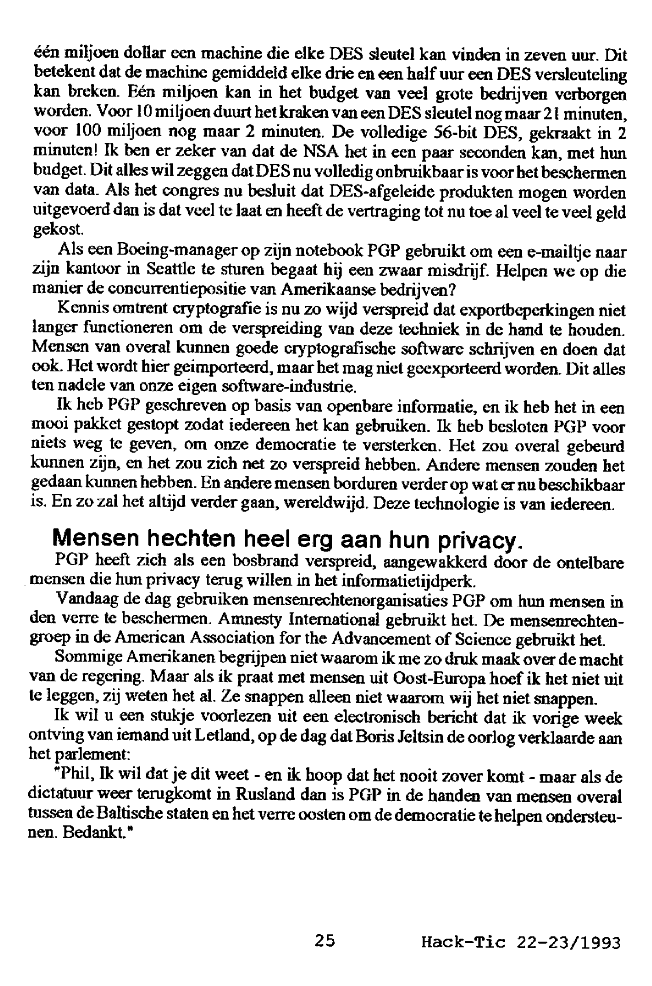 één miljoen dollar een machine die elke DES sleutel kan vinden in zeven uur. Dit
betekent dat de machine gemiddeld elke drie en een half uur een DES versleuteling
kan breken. Eén miljoen kan in het budget van veel grote bedrijven verborgen
worden. Voor 10 miljoen duurt het kraken van een DES sleutel nog maar 21 minuten,
voor 100 miljoen nog maar 2 minuten. De volledige 56-bit DES, gekraakt in 2
minuten! Ik ben er zeker van dat de NSA het in een paar seconden kan, met hun
budget. Dit alles wil zeggen dat DES nu volledig onbruikbaar is voor het beschermen
van data. Als het congres nu besluit dat DES-afgeleide produkten mogen worden
uitgevoerd dan is dat veel te laat en heeft de vertraging tot nu toe al veel te veel geld
gekost.
Als een Boeing-manager op zijn notebook PGP gebruikt om een e-mailtje naar
zijn kantoor in Seattle te sturen begaat hij een zwaar misdrijf. Helpen we op die
manier de concurrentiepositie van Amerikaanse bedrijven?
Kennis omtrent cryptografie is nu zo wijd verspreid dat exportbeperkingen niet
langer functioneren om de verspreiding van deze techniek in de hand te houden.
Mensen van overal kunnen goede cryptografische software schrijven en doen dat
ook. Het wordt hier geimporteerd, maar het mag niet geexporteerd worden. Dit alles
ten nadele van onze eigen software-industrie.
Ik heb PGP geschreven op basis van openbare informatie, en ik heb het in een
mooi pakket gestopt zodat iedereen het kan gebruiken. Ik heb besloten PGP voor
niets weg te geven, om onze democratie te versterken. Het zou overal gebeurd
kunnen zijn, en het zou zich net zo verspreid hebben. Andere mensen zouden het
gedaan kunnen hebben. En andere mensen borduren verder op wat er nu beschikbaar
is. En zo zal het altijd verder gaan, wereldwijd. Deze technologie is van iedereen.
Mensen hechten heel erg aan hun privacy.
PGP heeft zich als een bosbrand verspreid, aangewakkerd door de ontelbare
mensen die hun privacy terug willen in het informatietijdperk.
Vandaag de dag gebruiken mensenrechtenorganisaties PGP om hun mensen in
den verre te beschermen. Amnesty International gebruikt het. De mensenrechten-
groep in de American Association for the Advancement of Science gebruikt het.
Sommige Amerikanen begrijpen niet waarom ik me zo druk maak over de macht
van de regering. Maar als ik praat met mensen uit Oost-Europa hoef ik het niet uit
te leggen, zij weten het al. Ze snappen alleen niet waarom wij het niet snappen.
Ik wil u een stukje voorlezen uit een electronisch bericht dat ik vorige week
ontving van iemand uit Letland, op de dag dat Boris Jeltsin de oorlog verklaarde aan
het parlement:
"Phil, Ik wil dat je dit weet - en ik hoop dat het nooit zover komt - maar als de
dictatuur weer terugkomt in Rusland dan is PGP in de handen van mensen overal
tussen de Baltische staten en het verre oosten om de democratie te helpen ondersteu-
nen. Bedankt."
25 Hack-Tic 22-23/1993